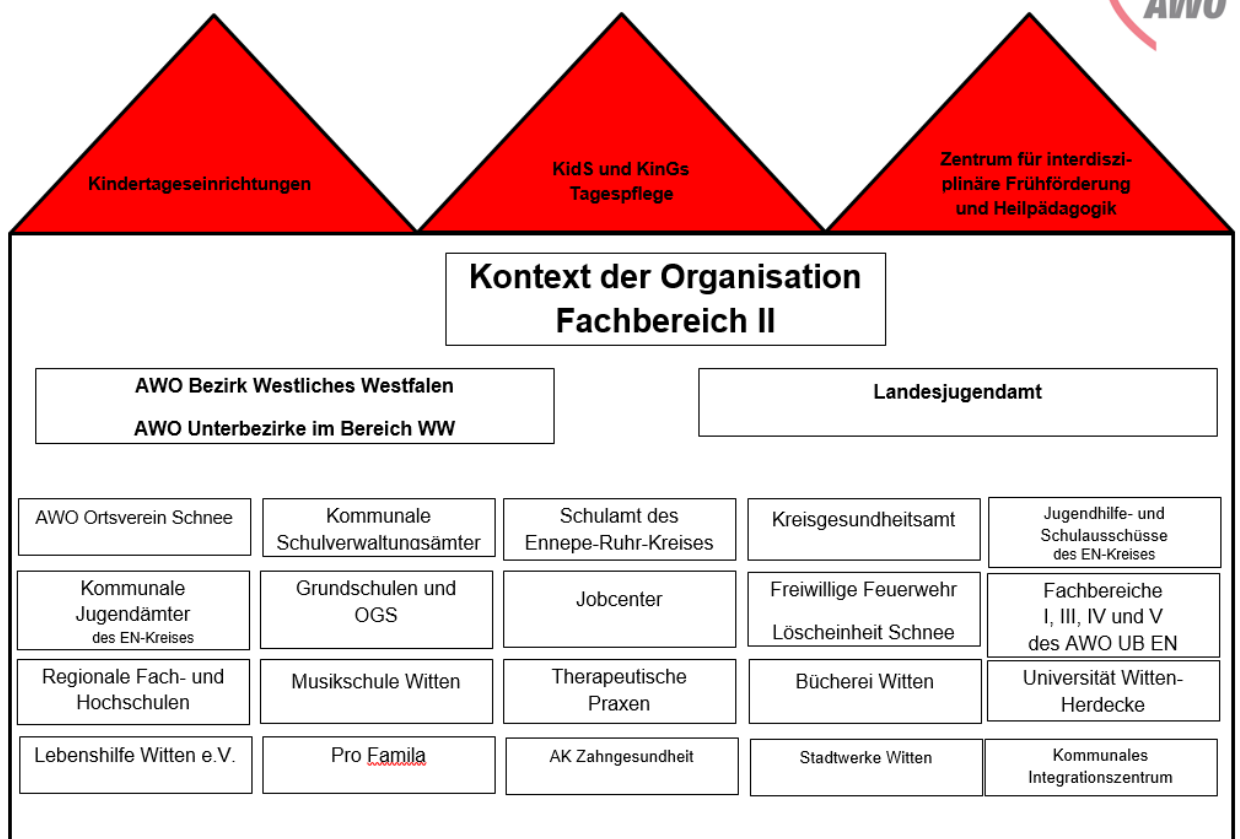 AWO
Kindertageseinrichtungen
KidS und KinGs
Tagespflege
Zentrum für interdiszi-
plinäre Frühförderung
und Heilpädagogik
Kontext der Organisation
Fachbereich II
AWO Bezirk Westliches Westfalen
AWO Unterbezirke im Bereich WW
Landesjugendamt
AWO Ortsverein Schnee
Kommunale
Schulverwaltungsämter
Schulamt des
Ennepe-Ruhr-Kreises
Kreisgesundheitsamt
Jugendhilfe- und
Schulausschüsse
des EN-Kreises
Kommunale
Jugendämter
des EN-Kreises
Grundschulen und
OGS
Jobcenter
Freiwillige Feuerwehr
Löscheinheit Schnee
Fachbereiche
I, III, IV und V
des AWO UB EN
Regionale Fach- und
Hochschulen
Musikschule Witten
Therapeutische
Praxen
Bücherei Witten
Universität Witten-
Herdecke
Lebenshilfe Witten e.V.
Pro Famila
AK Zahngesundheit
Stadtwerke Witten
Kommunales
Integrationszentrum